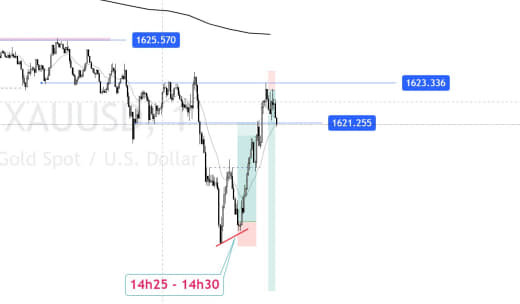 1625.570
1623.336
XAUUSD, 1
1621.255
Gold Spot / U.S. Dollar
14h25 - 14h30